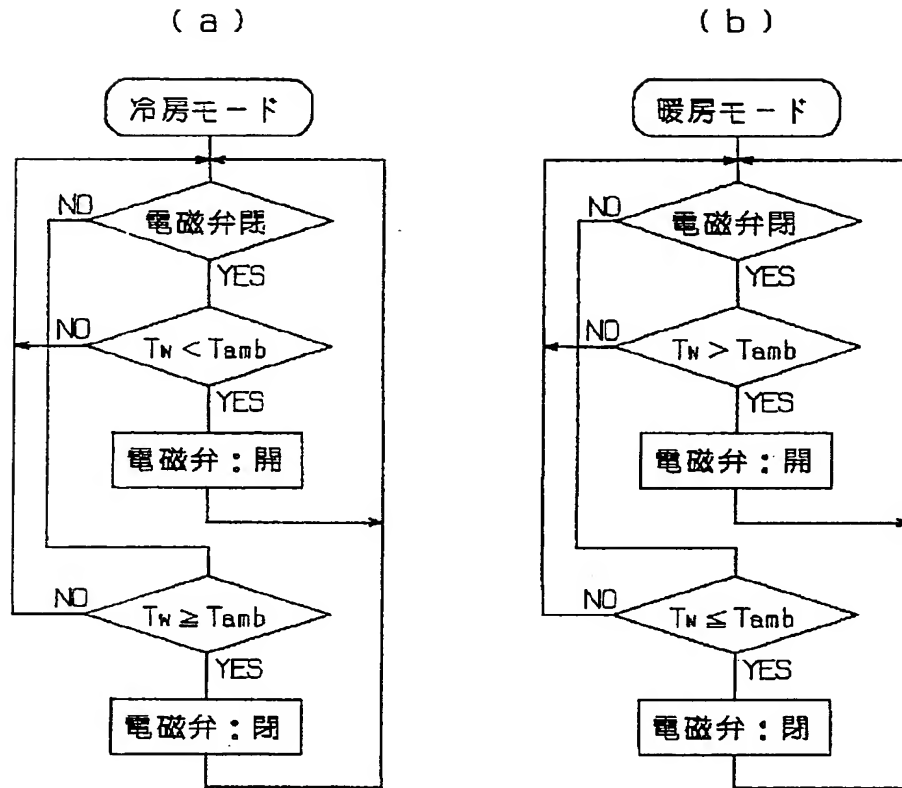 (a)
冷房モード
NO
電磁弁閉
YES
NO
Tw<Tamb
YES
電磁弁:開
NO
Tw≧Tamb
YES
電磁弁:閉
(b)
暖房モード
NO
電磁弁閉
YES
NO
Tw>Tamb
YES
電磁弁:開
NO
Tw≦Tamb
YES
電磁弁:閉